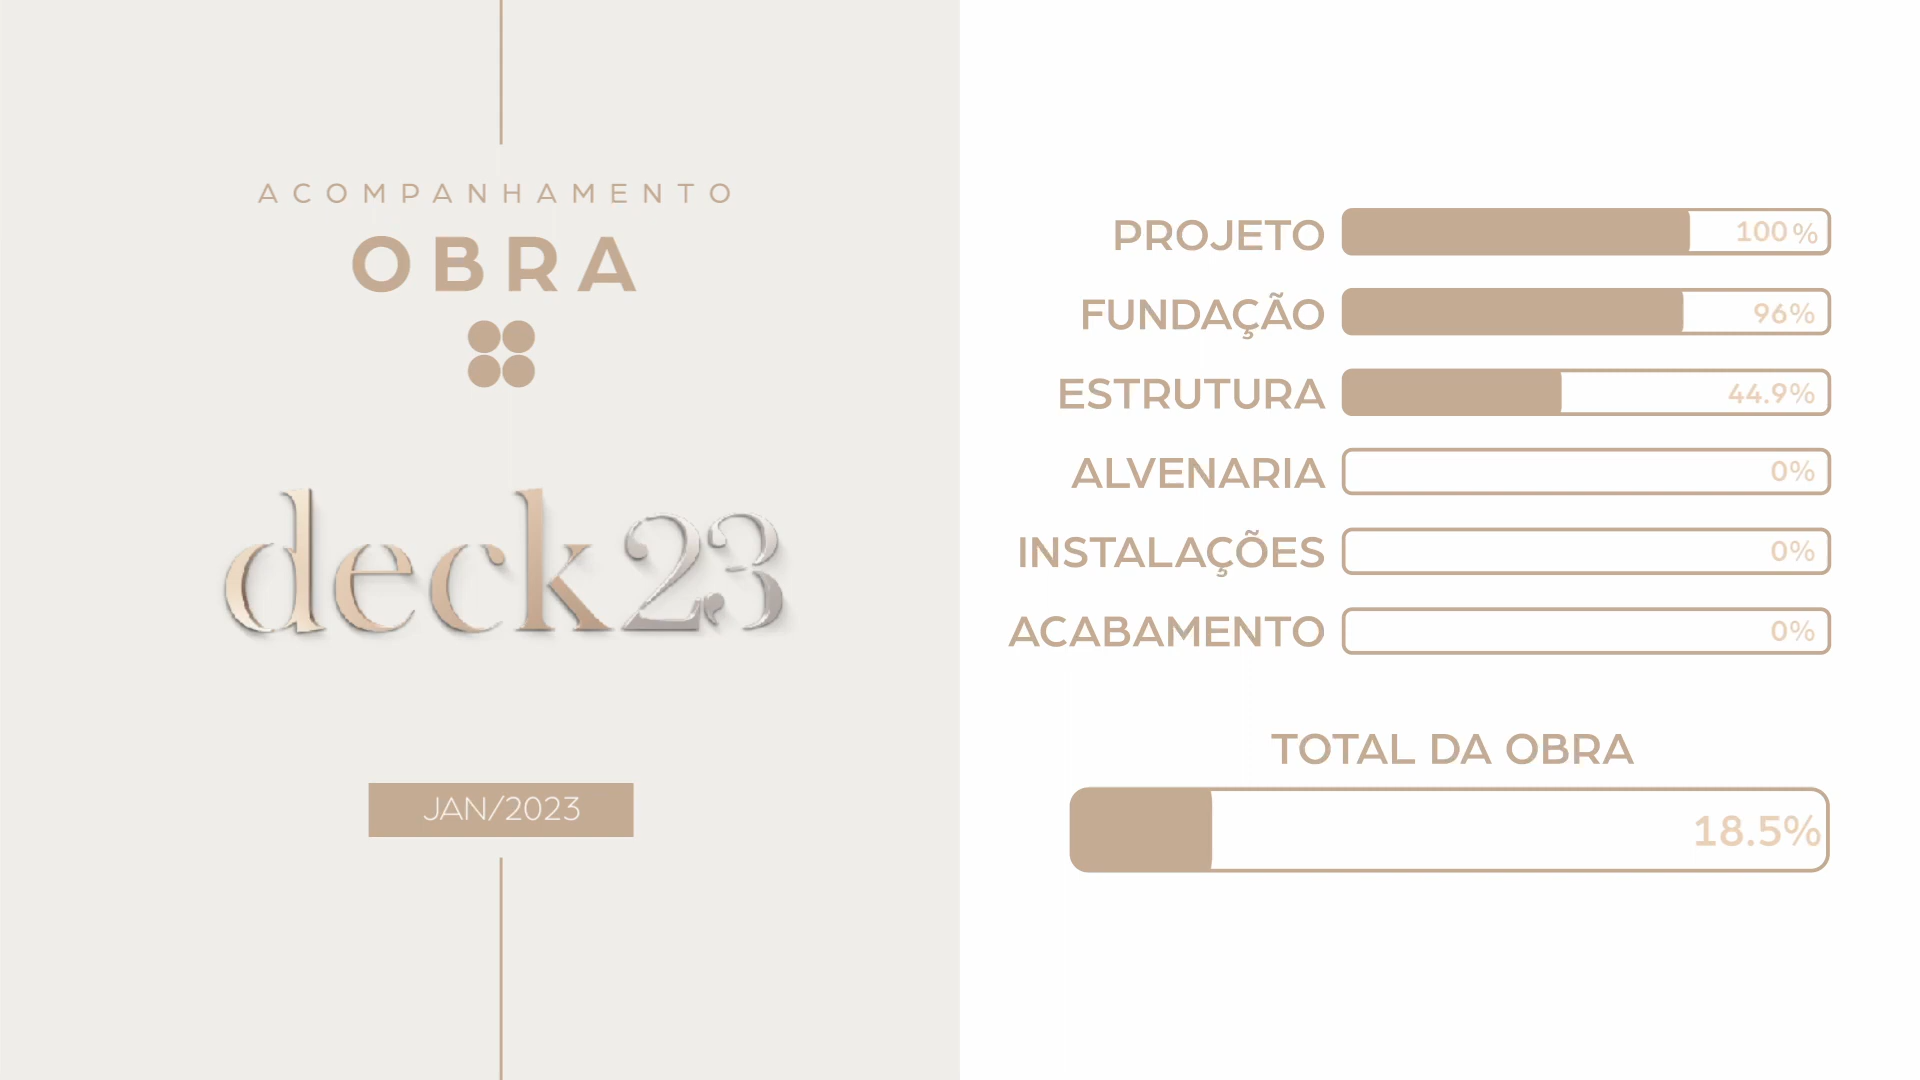 ACOMPANHAMENTO
OBRA
deck23
JAN/2023
PROJETO 100%
FUNDAÇÃO 96%
ESTRUTURA 44.9%
ALVENARIA 0%
INSTALAÇÕES 0%
ACABAMENTO 0%
TOTAL DA OBRA
18.5%